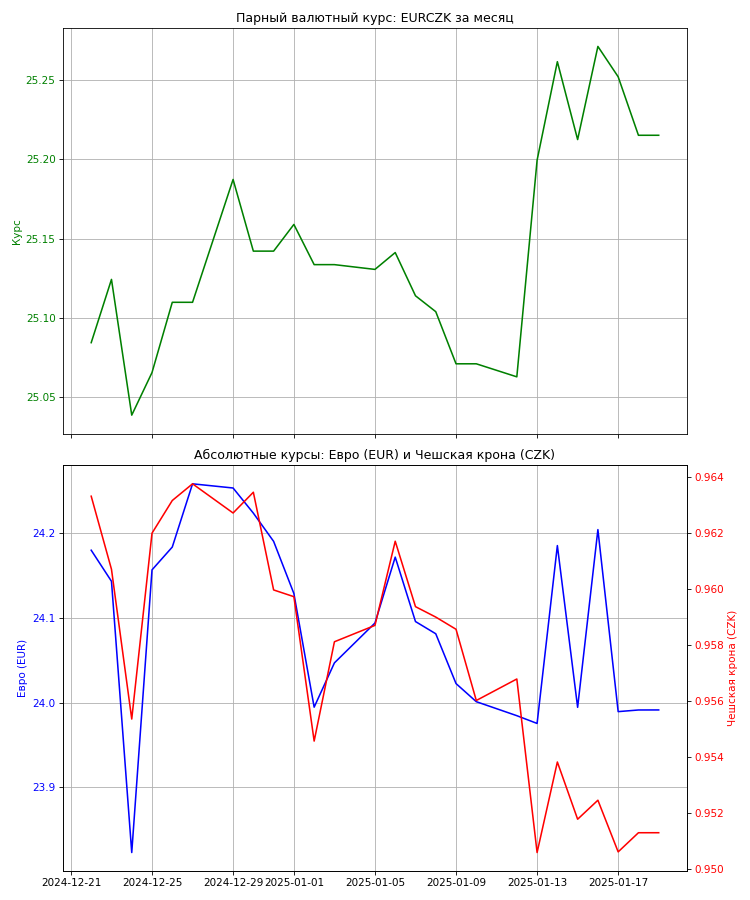 Парный валютный курс: EURCZK за месяц
25.25
25.20
25.15
25.10
25.05
Курс
Абсолютные курсы: Евро (EUR) и Чешская крона (CZK)
24.2
24.1
24.0
23.9
Евро (EUR)
0.964
0.962
0.960
0.958
0.956
0.954
0.952
0.950
Чешская крона (CZK)
2024-12-21 2024-12-25 2024-12-29 2025-01-01 2025-01-05 2025-01-09 2025-01-13 2025-01-17